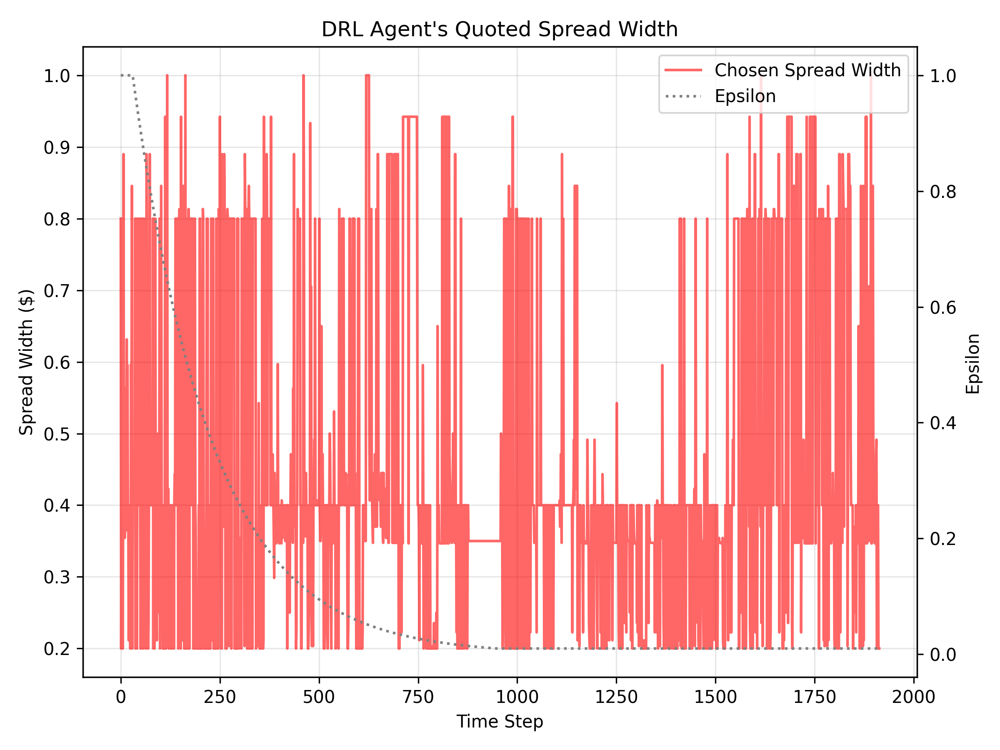 DRL Agent's Quoted Spread Width
Chosen Spread Width
Epsilon
1.0
0.9
0.8
0.7
0.6
0.5
0.4
0.3
0.2
Spread Width ($)
1.0
0.8
0.6
0.4
0.2
0.0
Epsilon
0 250 500 750 1000 1250 1500 1750 2000
Time Step